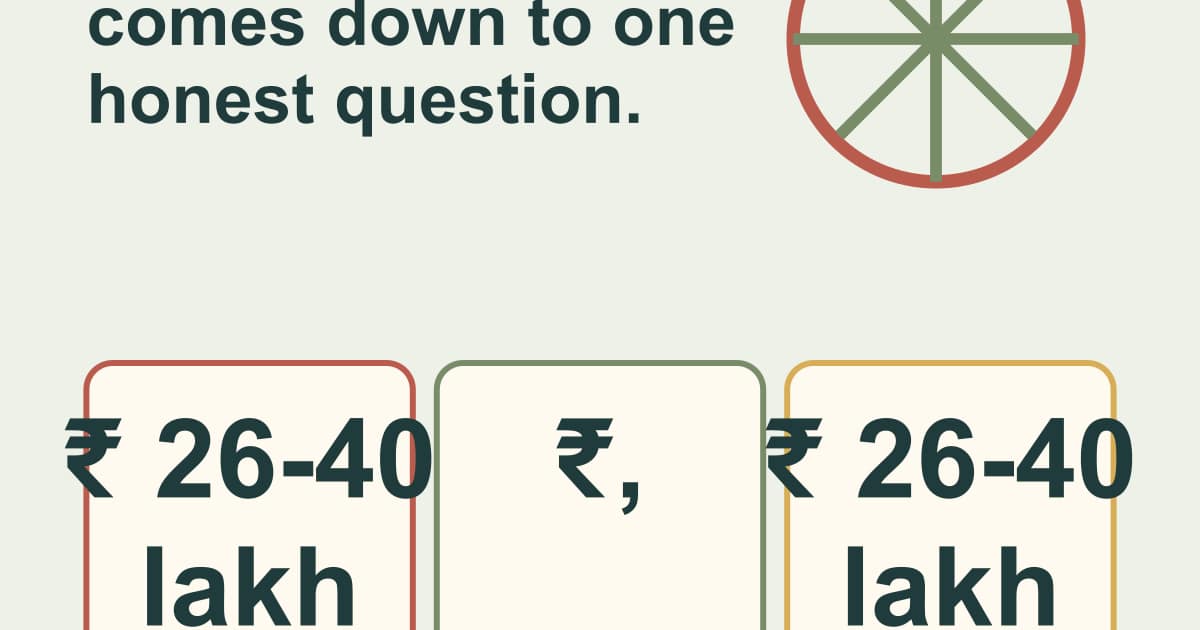 comes down to one
honest question.
₹ 26-40
lakh
₹,
₹ 26-40
lakh